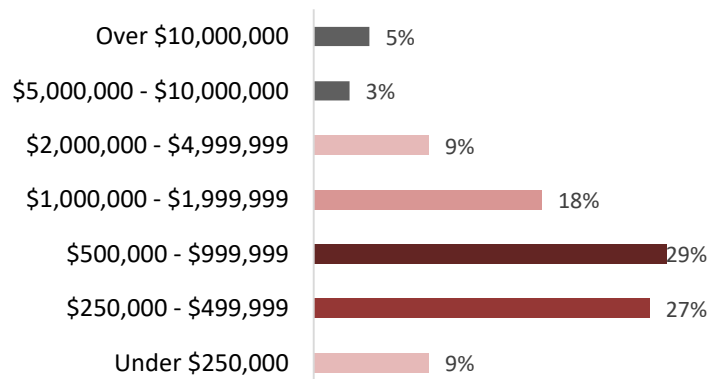 Over $10,000,000 5%
$5,000,000 - $10,000,000 3%
$2,000,000 - $4,999,999 9%
$1,000,000 - $1,999,999 18%
$500,000 - $999,999 29%
$250,000 - $499,999 27%
Under $250,000 9%